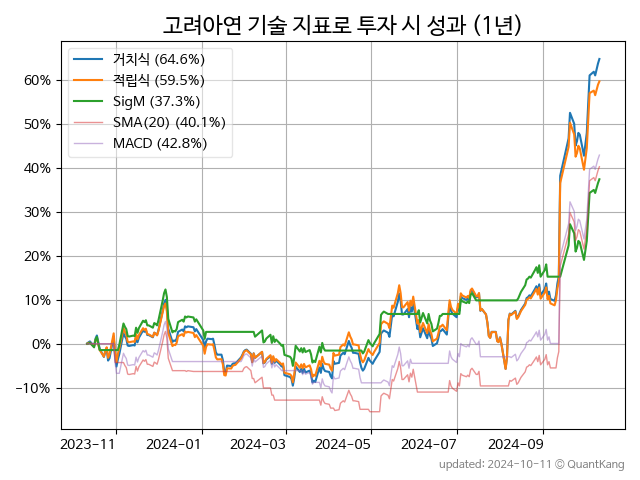 고려아연 기술 지표로 투자 시 성과 (1년)
거치식 (64.6%)
적립식 (59.5%)
SigM (37.3%)
SMA(20) (40.1%)
MACD (42.8%)
60%
50%
40%
30%
20%
10%
0%
−10%
2023-11
2024-01
2024-03
2024-05
2024-07
2024-09
updated: 2024-10-11 © QuantKang